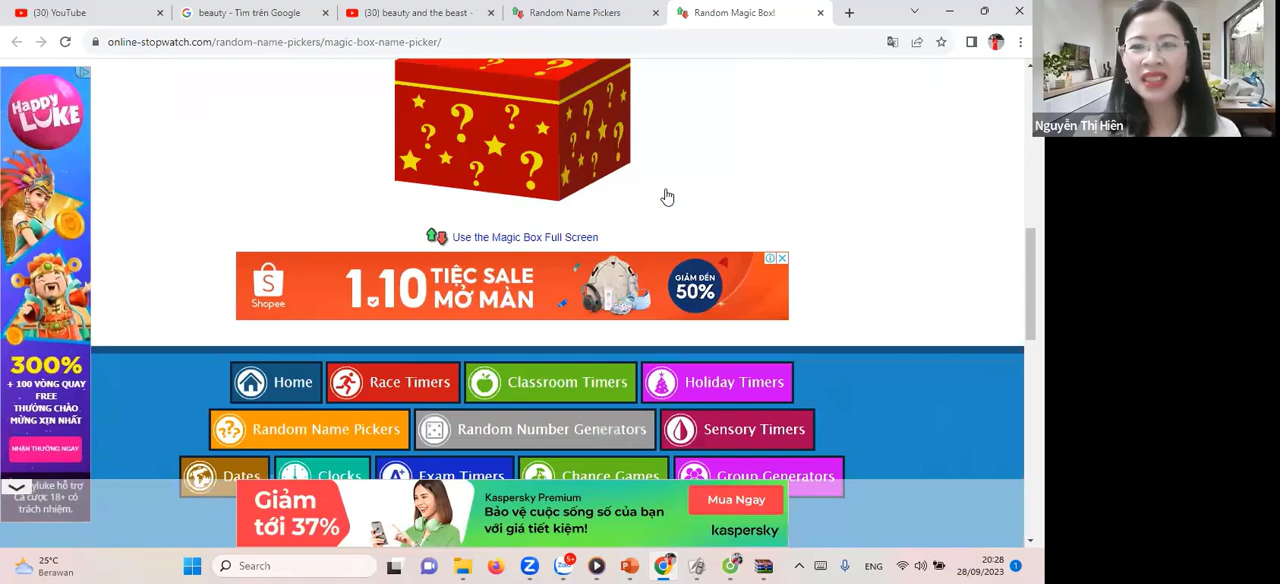 (30) YouTube
beauty - Tìm trên Google
(30) beauty and the beast -
Random Name Pickers
Random Magic Box!
online-stopwatch.com/random-name-pickers/magic-box-name-picker/
Nguyễn Thị Hiên
HAPPY
LUKE
Use the Magic Box Full Screen
Shopee
1.10 TIỆC SALE
MỞ MÀN
GIẢM ĐẾN
50%
Home
Race Timers
Classroom Timers
Holiday Timers
Random Name Pickers
Random Number Generators
Sensory Timers
Dates
Clocks
Exam Timers
Chance Games
Group Generators
300%
+ 100 VÒNG QUAY
FREE
THƯỞNG CHÀO
MỪNG XỊN NHẤT
NHẬN THƯỞNG NGAY
hỗ trợ
Cá cược 18+ có
trách nhiệm.
Giảm
tới 37%
Kaspersky Premium
Bảo vệ cuộc sống số của bạn
với giá tiết kiệm!
Mua Ngay
kaspersky
25°C
Berawan
Search
5+
ENG
20:28
28/09/2023
1